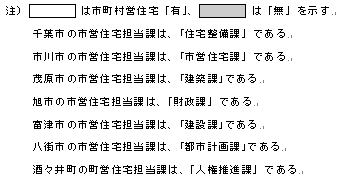 注） は市町村営住宅「有」、 は「無」を示す。
千葉市の市営住宅担当課は、「住宅整備課」である。
市川市の市営住宅担当課は、「市営住宅課」である。
茂原市の市営住宅担当課は、「建築課」である。
旭市の市営住宅担当課は、「財政課」である。
富津市の市営住宅担当課は、「建設課」である。
八街市の市営住宅担当課は、「都市計画課」である。
酒々井町の町営住宅担当課は、「人権推進課」である。